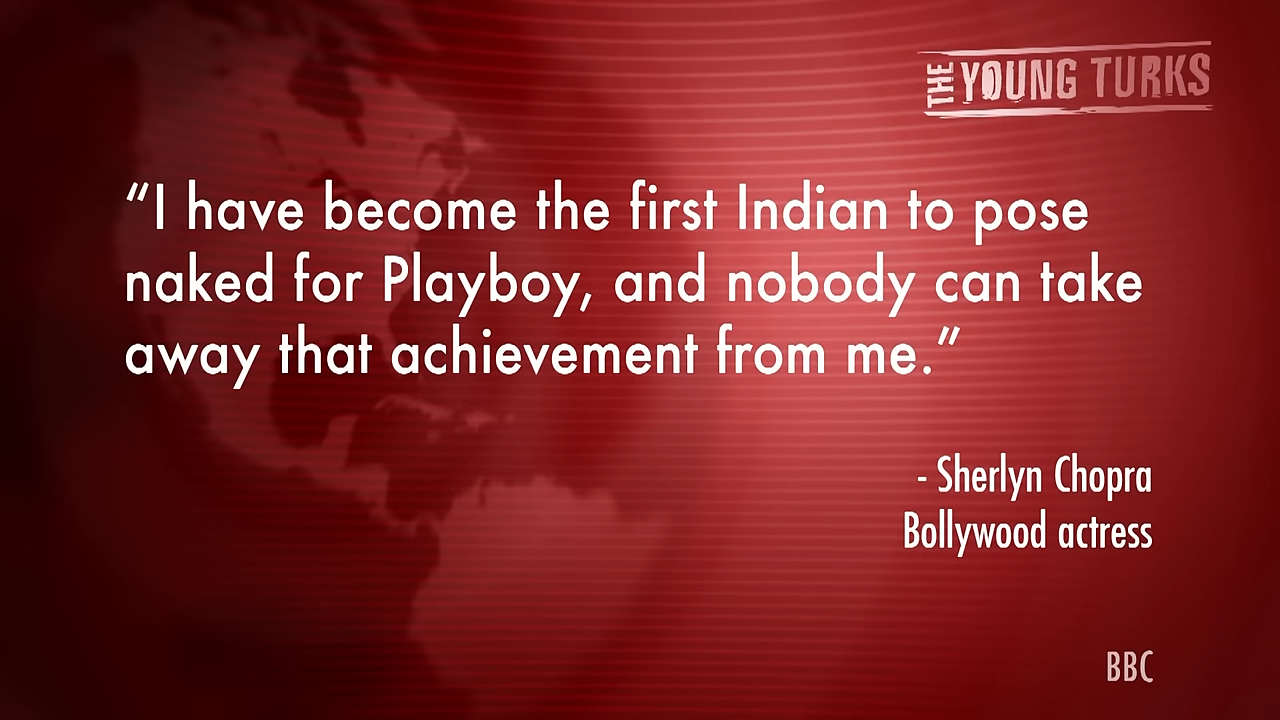 THE YOUNG TURKS
“I have become the first Indian to pose
naked for Playboy, and nobody can take
away that achievement from me.”
- Sherlyn Chopra
Bollywood actress
BBC